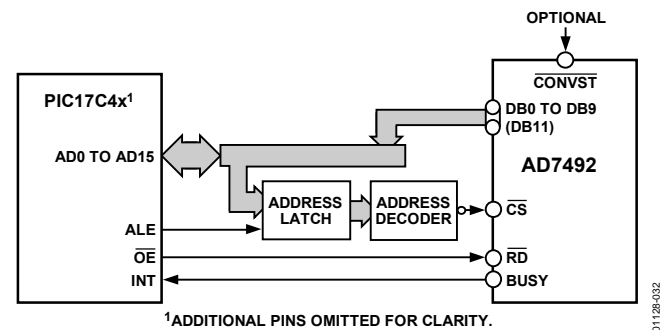 OPTIONAL
CONVST
PIC17C4x1
DB0 TO DB9
(DB11)
AD0 TO AD15
AD7492
ADDRESS
LATCH
ADDRESS
DECODER
CS
ALE
OE
RD
INT
BUSY
1ADDITIONAL PINS OMITTED FOR CLARITY.
01128-032